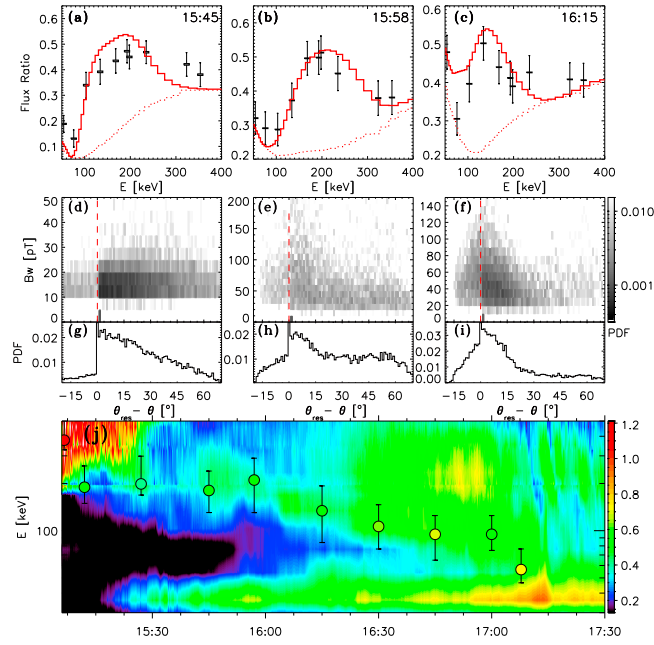 (a) 15:45
(b) 15:58
(c) 16:15
Flux Ratio
0.6
0.5
0.4
0.3
0.2
0.1
0.6
0.5
0.4
0.3
0.2
0.5
0.4
0.3
0.2
100 200 300 400
100 200 300 400
100 200 300 400
E [keV]
E [keV]
E [keV]
(d)
(e)
(f)
Bw [pT]
50
40
30
20
10
0
200
150
100
50
0
140
120
100
80
60
40
20
0
0.010
0.001
PDF
(g)
(h)
(i)
PDF
0.02
0.01
0.02
0.01
0.03
0.02
0.01
0.00
−15 0 15 30 45 60
−15 0 15 30 45 60
−15 0 15 30 45 60
θres− θ [°]
θres− θ [°]
θres− θ [°]
(j)
E [keV]
100
1.2
1.0
0.8
0.6
0.4
0.2
15:30 16:00 16:30 17:00 17:30